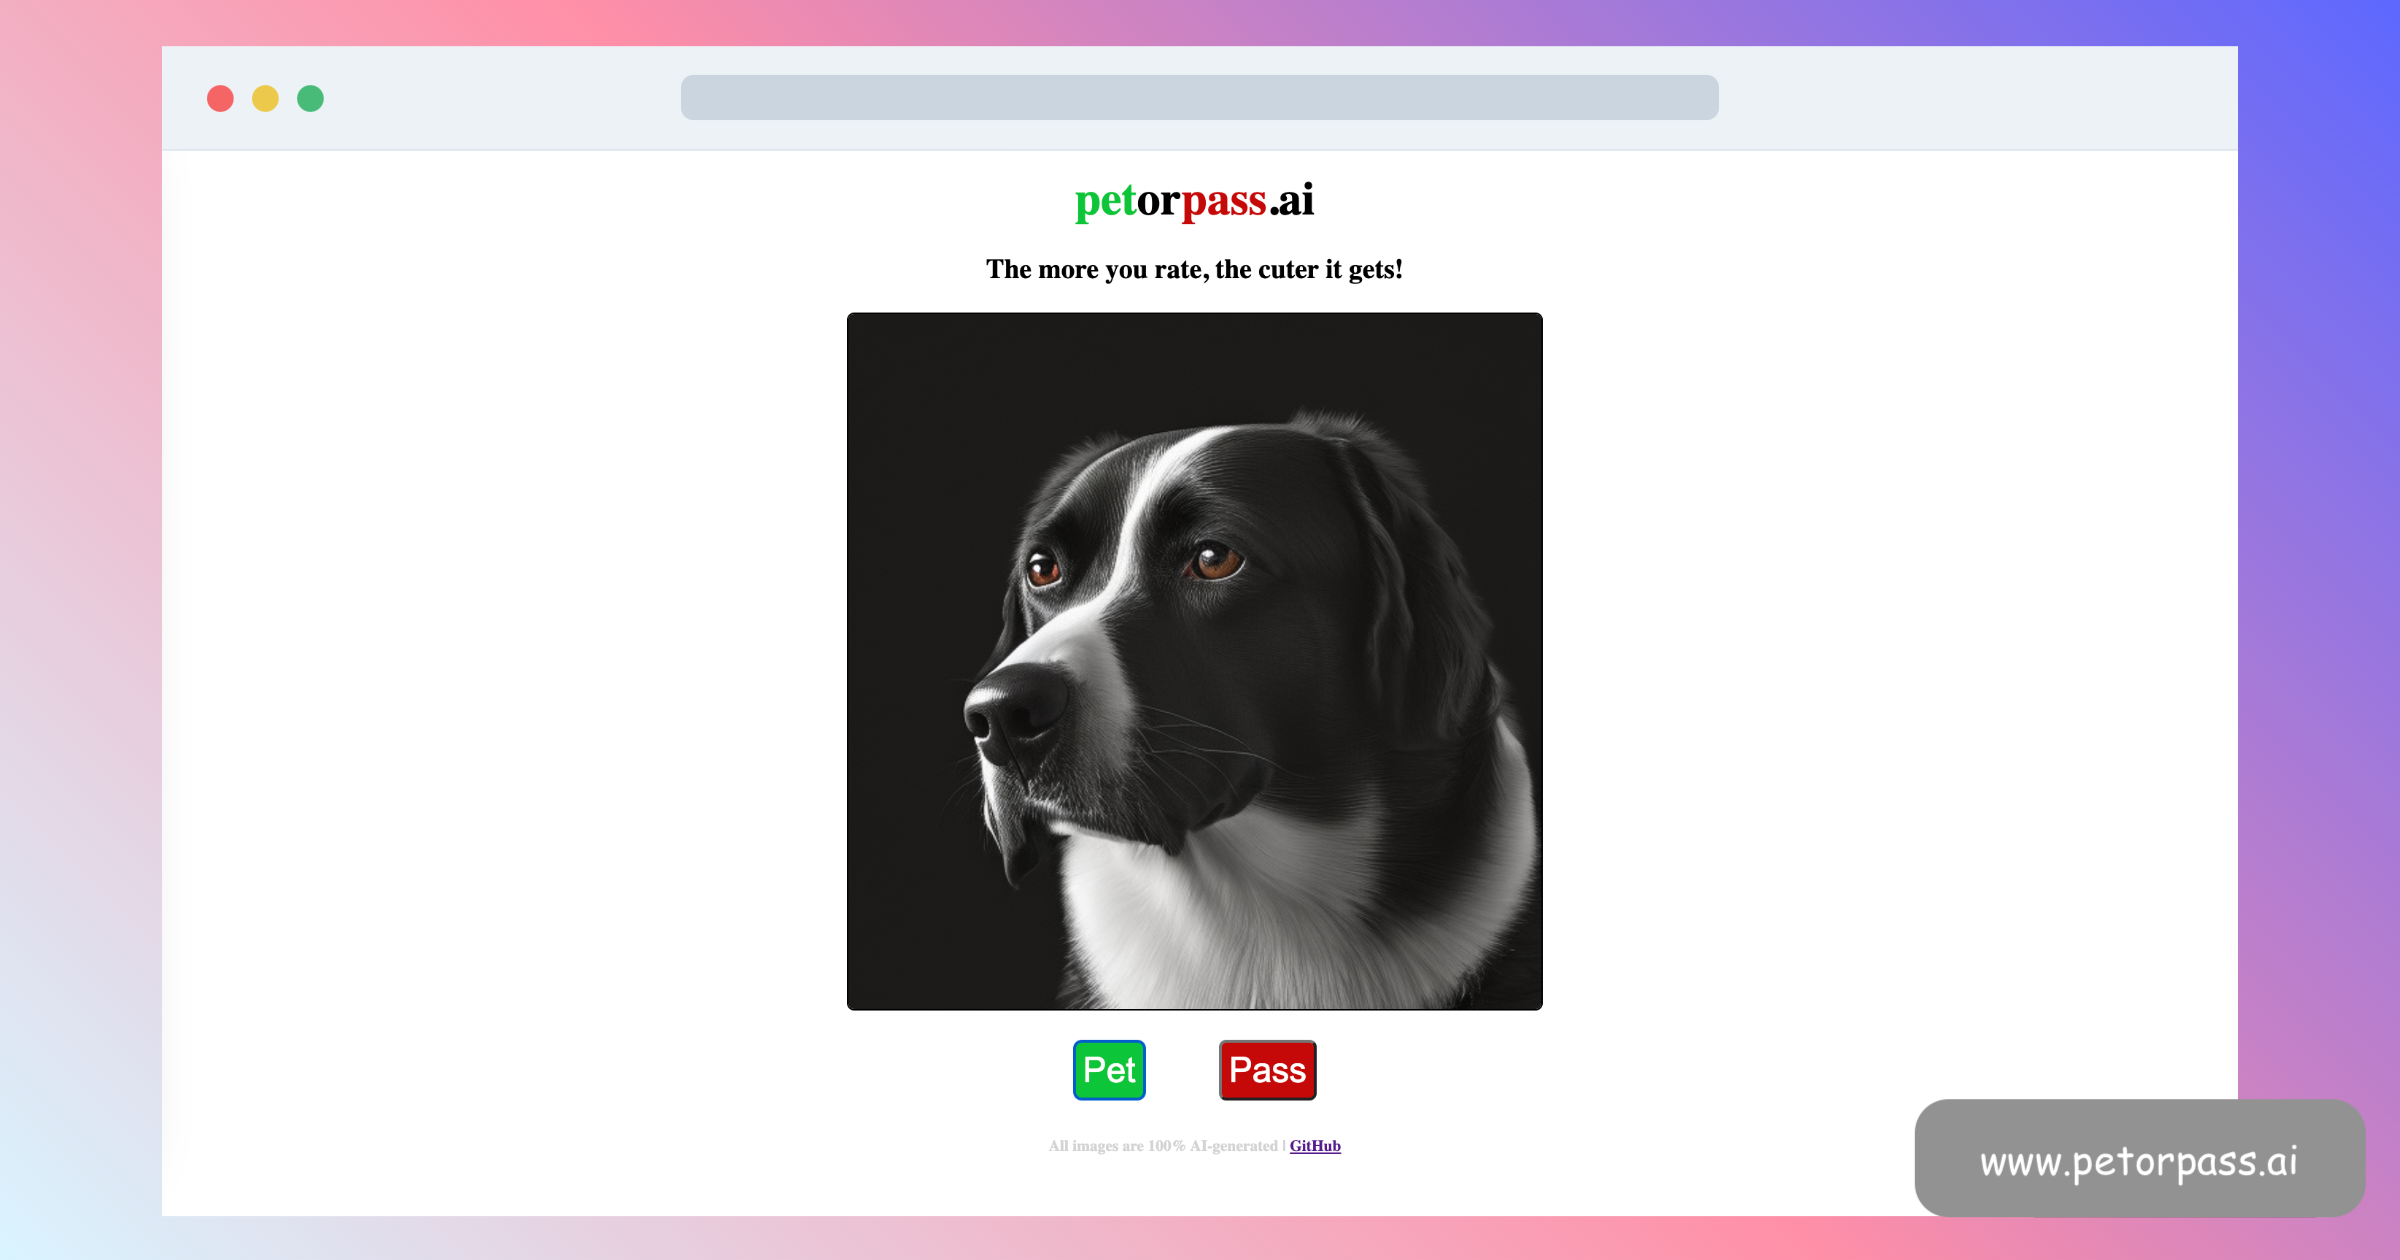 petorpass.ai
The more you rate, the cuter it gets!
Pet
Pass
All images are 100% AI-generated | GitHub
www.petorpass.ai